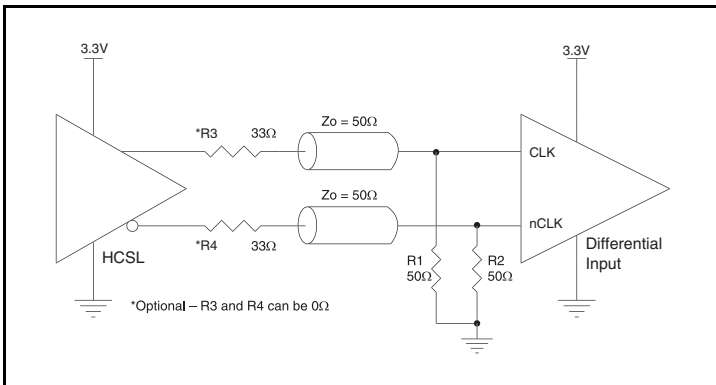 3.3V
3.3V
*R3 33Ω
Zo = 50Ω
CLK
Zo = 50Ω
nCLK
*R4 33Ω
HCSL
Differential
Input
R1
50Ω
R2
50Ω
*Optional – R3 and R4 can be 0Ω